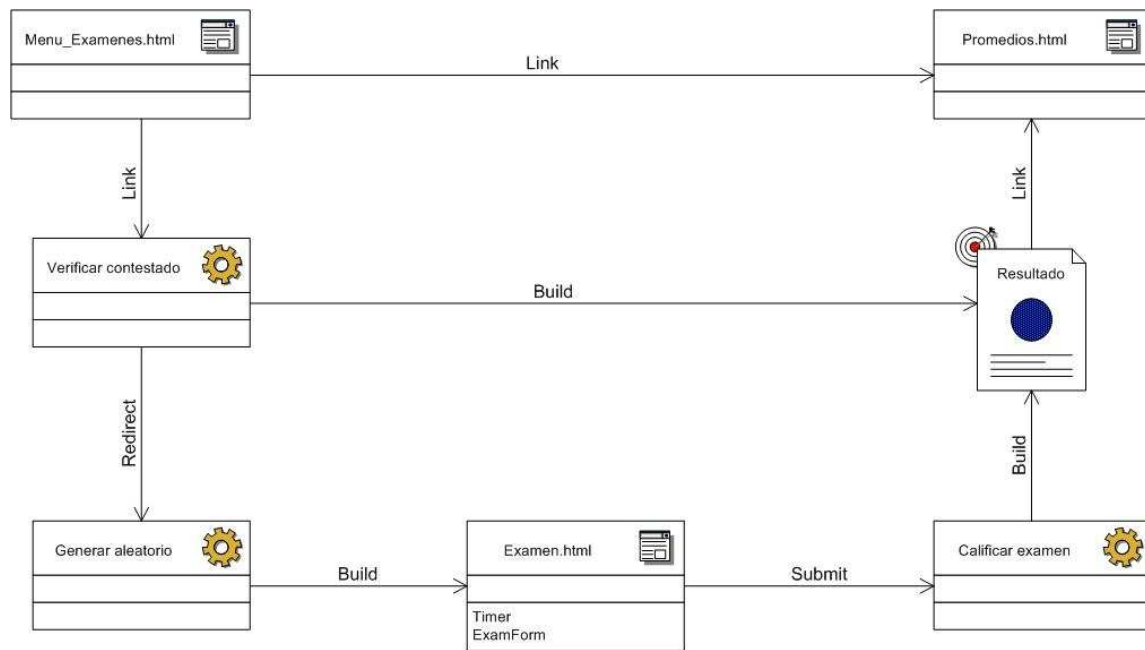 Menu_Examenes.html
Promedios.html
Link
Link
Link
Verificar contestado
Resultado
Build
Redirect
Build
Generar aleatorio
Examen.html
Calificar examen
Build
Submit
Timer
ExamForm